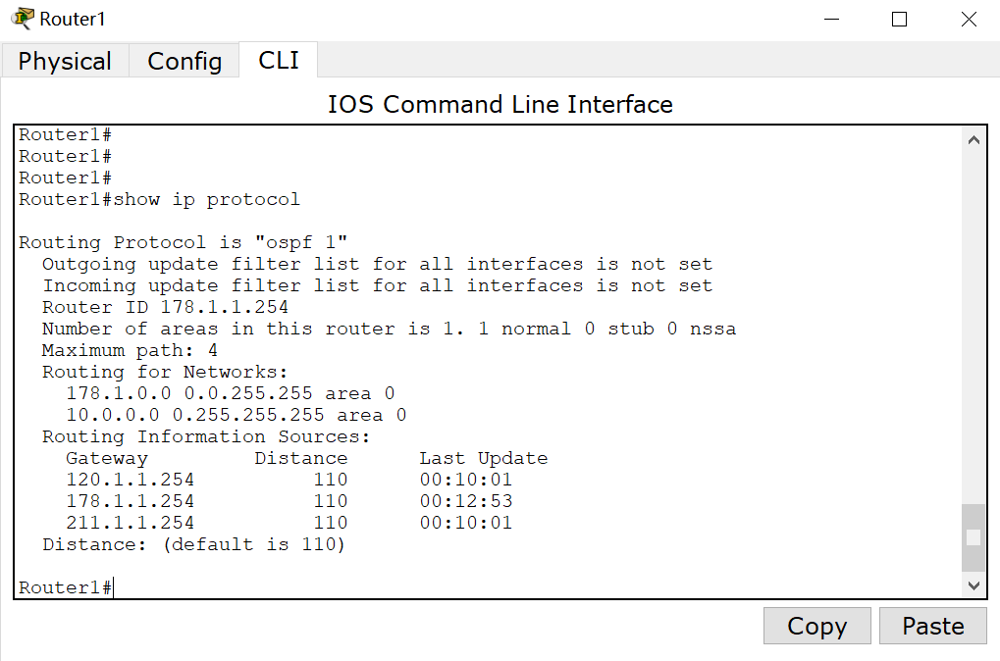 Router1
Physical Config CLI
IOS Command Line Interface
Router1#
Router1#
Router1#
Router1#show ip protocol
Routing Protocol is "ospf 1"
Outgoing update filter list for all interfaces is not set
Incoming update filter list for all interfaces is not set
Router ID 178.1.1.254
Number of areas in this router is 1. 1 normal 0 stub 0 nssa
Maximum path: 4
Routing for Networks:
178.1.0.0 0.0.255.255 area 0
10.0.0.0 0.255.255.255 area 0
Routing Information Sources:
Gateway Distance Last Update
120.1.1.254 110 00:10:01
178.1.1.254 110 00:12:53
211.1.1.254 110 00:10:01
Distance: (default is 110)
Router1#
Copy Paste